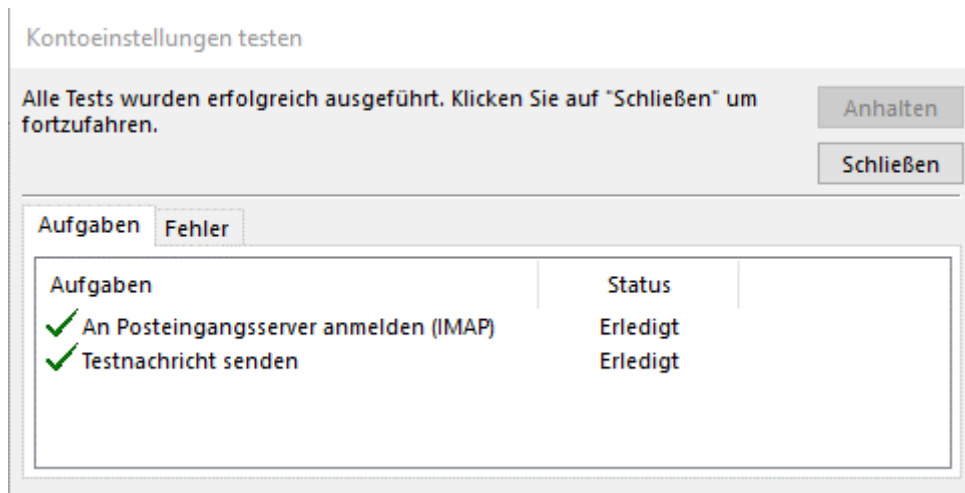 Kontoeinstellungen testen
Alle Tests wurden erfolgreich ausgeführt. Klicken Sie auf "Schließen" um
fortzufahren.
Anhalten
Schließen
Aufgaben Fehler
Aufgaben Status
An Posteingangsserver anmelden (IMAP) Erledigt
Testnachricht senden Erledigt